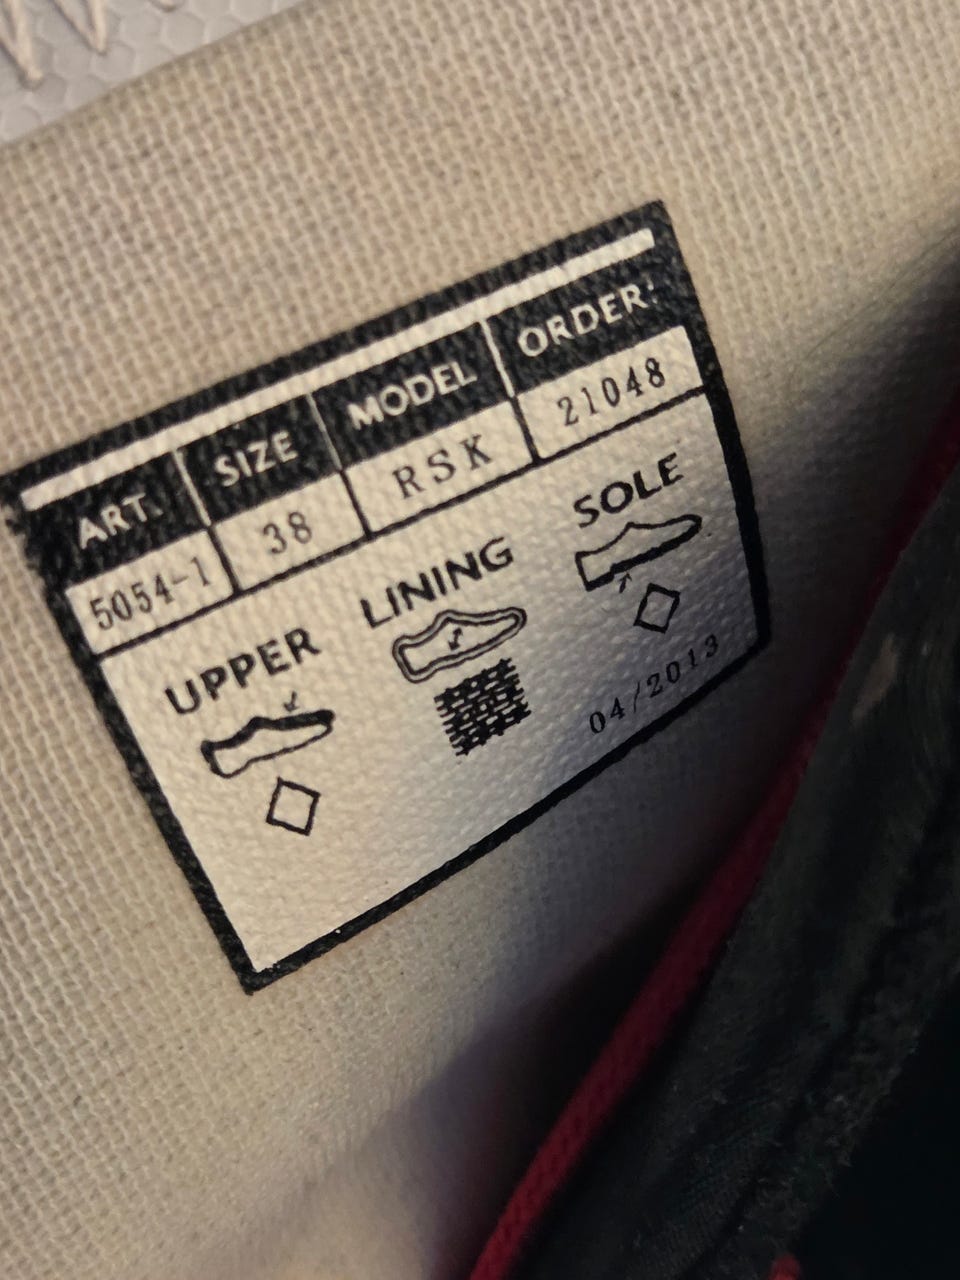 ART. SIZE MODEL ORDER:
5054-1 38 RSK 21048
UPPER LINING SOLE
04/2013